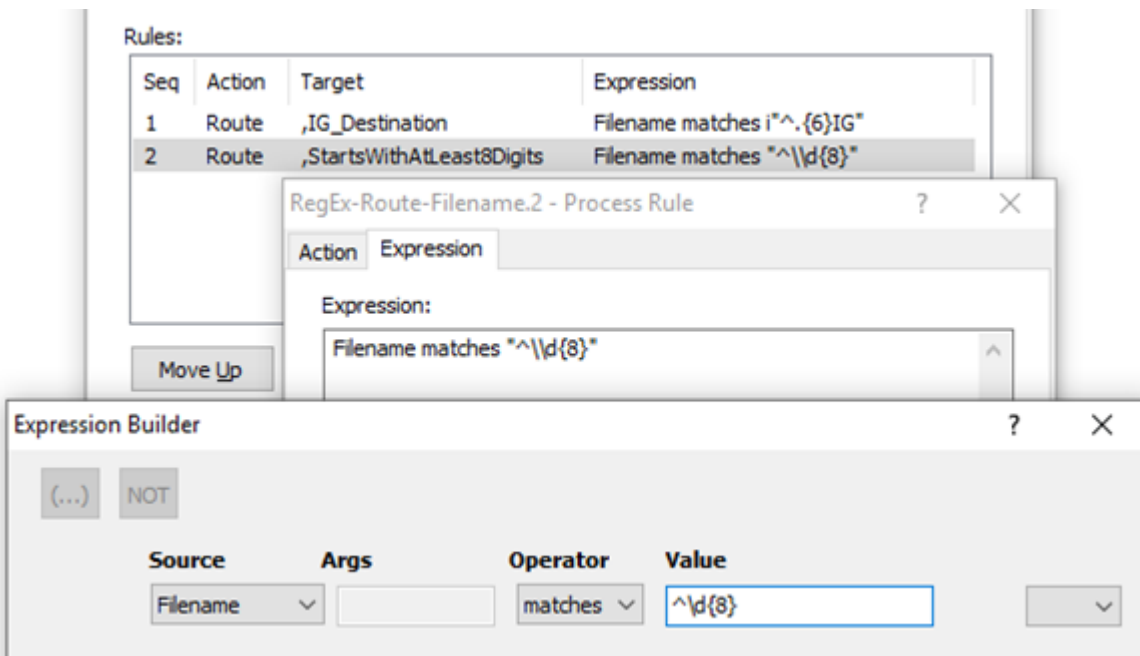 Rules:
Seq Action Target Expression
1 Route ,IG_Destination Filename matches i"^.{6}IG"
2 Route ,StartsWithAtLeast8Digits Filename matches "^\\d{8}"
RegEx-Route-Filename.2 - Process Rule ?
Action Expression
Expression:
Filename matches "^\\d{8}"
Move Up
Expression Builder ?
(...) NOT
Source Args Operator Value
Filename matches ^\d{8}